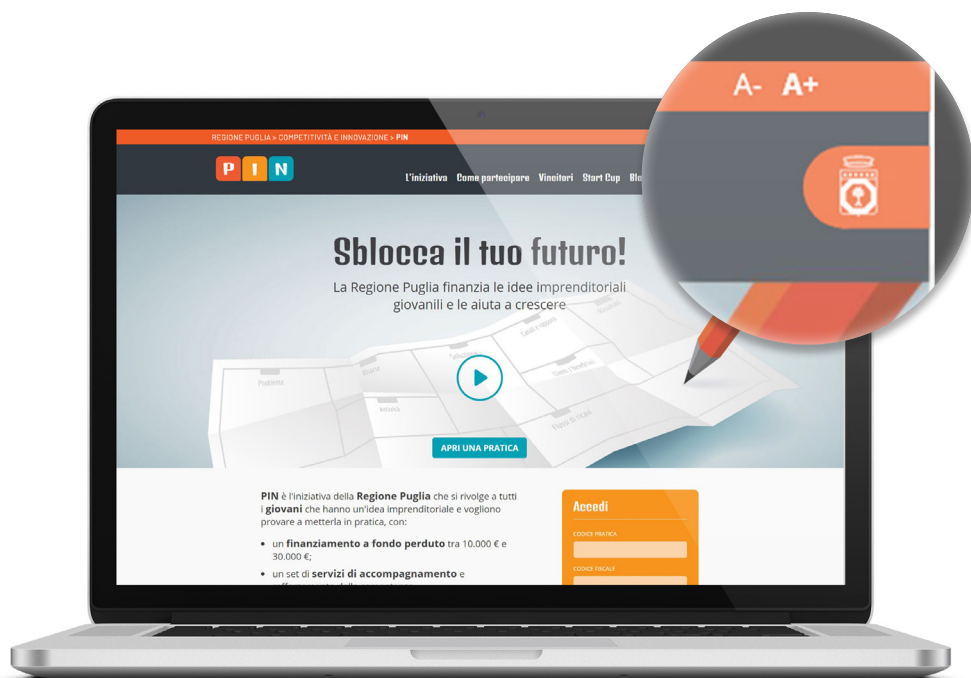 A- A+
REGIONE PUGLIA > COMPETITIVITÀ E INNOVAZIONE > PIN
PIN
L'iniziativa Come partecipare Vincitori Start Cup
Sblocca il tuo futuro!
La Regione Puglia finanzia le idee imprenditoriali
giovanili e le aiuta a crescere
Problema
Attività
APRI UNA PRATICA
PIN è l'iniziativa della Regione Puglia che si rivolge a tutti
i giovani che hanno un'idea imprenditoriale e vogliono
provare a metterla in pratica, con:
• un finanziamento a fondo perduto tra 10.000 € e
30.000 €;
• un set di servizi di accompagnamento e
Accedi
CODICE PRATICA
CODICE FISCALE